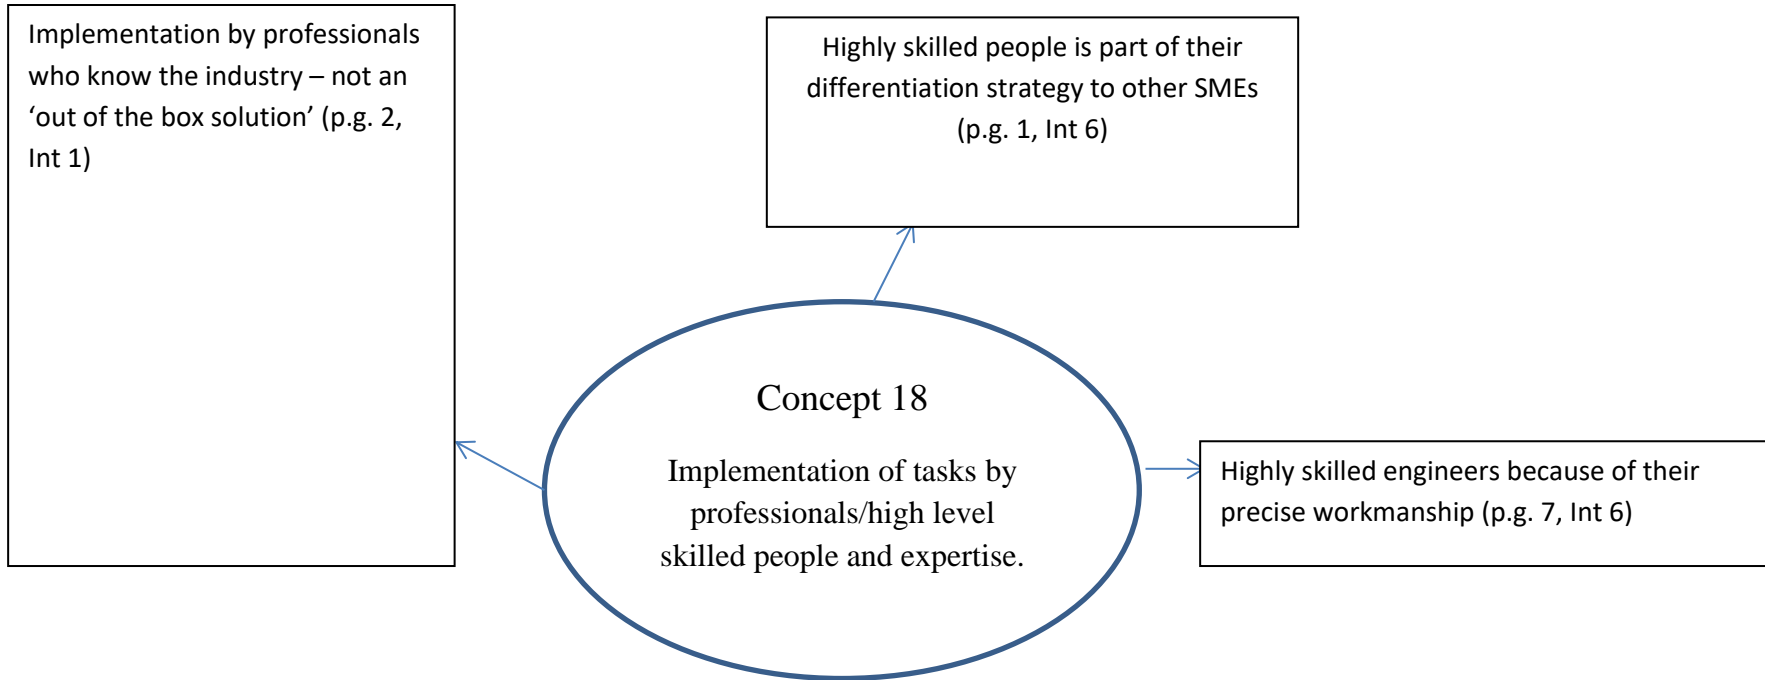 Implementation by professionals
who know the industry – not an
‘out of the box solution’ (p.g. 2,
Int 1)
Highly skilled people is part of their
differentiation strategy to other SMEs
(p.g. 1, Int 6)
Concept 18
Implementation of tasks by
professionals/high level
skilled people and expertise.
Highly skilled engineers because of their
precise workmanship (p.g. 7, Int 6)